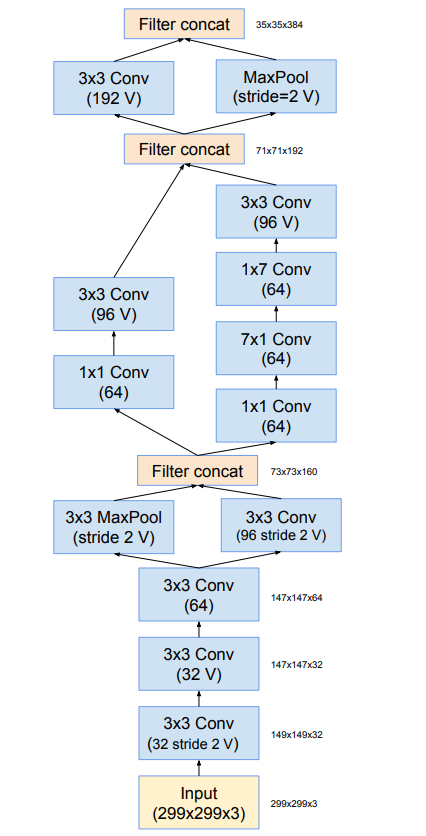 Filter concat
35x35x384
3x3 Conv
(192 V)
MaxPool
(stride=2 V)
Filter concat
71x71x192
3x3 Conv
(96 V)
1x7 Conv
(64)
3x3 Conv
(96 V)
7x1 Conv
(64)
1x1 Conv
(64)
1x1 Conv
(64)
Filter concat
73x73x160
3x3 MaxPool
(stride 2 V)
3x3 Conv
(96 stride 2 V)
3x3 Conv
(64)
147x147x64
3x3 Conv
(32 V)
147x147x32
3x3 Conv
(32 stride 2 V)
149x149x32
Input
(299x299x3)
299x299x3